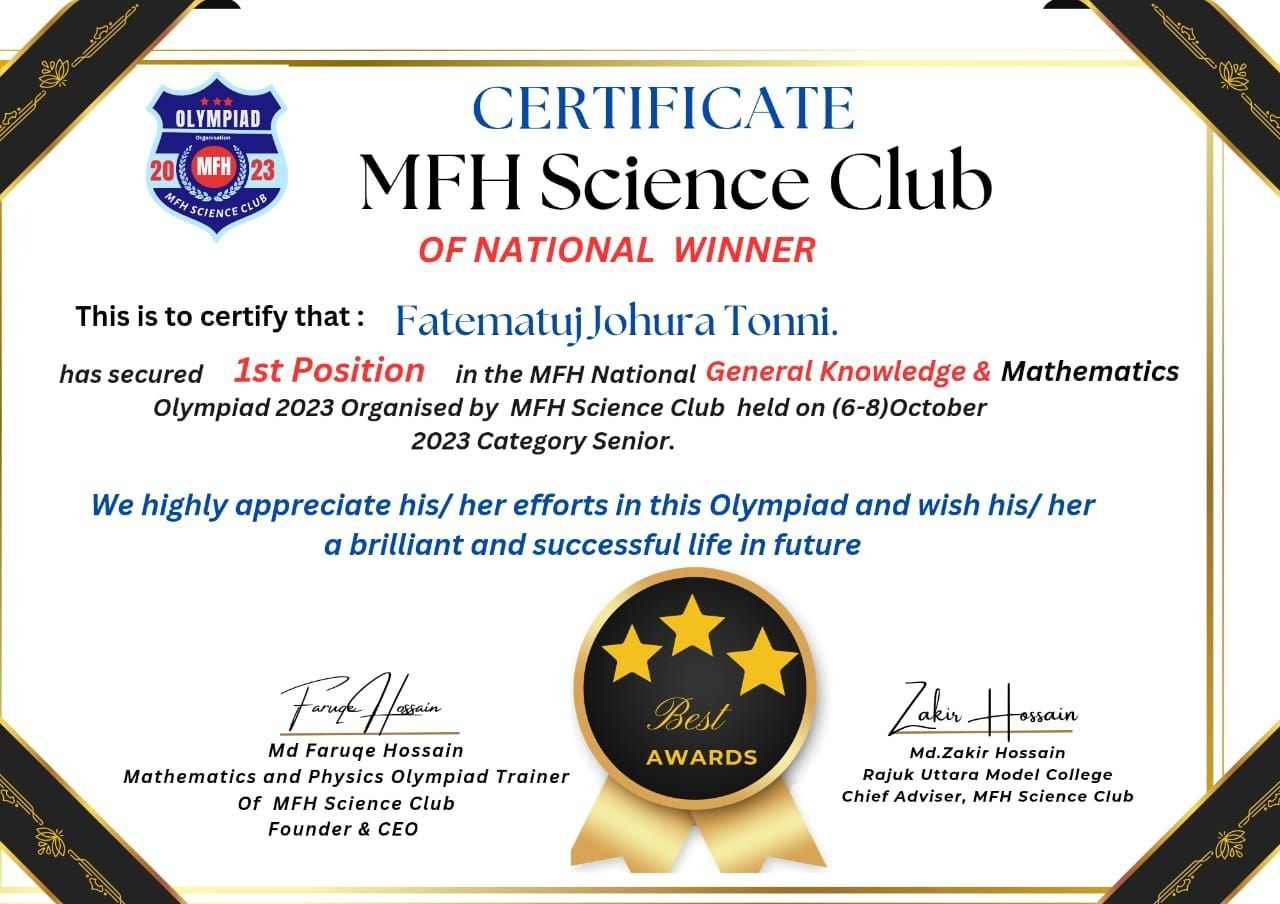 OLYMPIAD
Organisation
20 MFH 23
MFH SCIENCE CLUB
CERTIFICATE
MFH Science Club
OF NATIONAL WINNER
This is to certify that : Fatematuj Johura Tonni.
has secured 1st Position in the MFH National General Knowledge & Mathematics
Olympiad 2023 Organised by MFH Science Club held on (6-8)October
2023 Category Senior.
We highly appreciate his/ her efforts in this Olympiad and wish his/ her
a brilliant and successful life in future
Best
AWARDS
Faruqe Hossain
Md Faruqe Hossain
Mathematics and Physics Olympiad Trainer
Of MFH Science Club
Founder & CEO
Zakir Hossain
Md.Zakir Hossain
Rajuk Uttara Model College
Chief Adviser, MFH Science Club